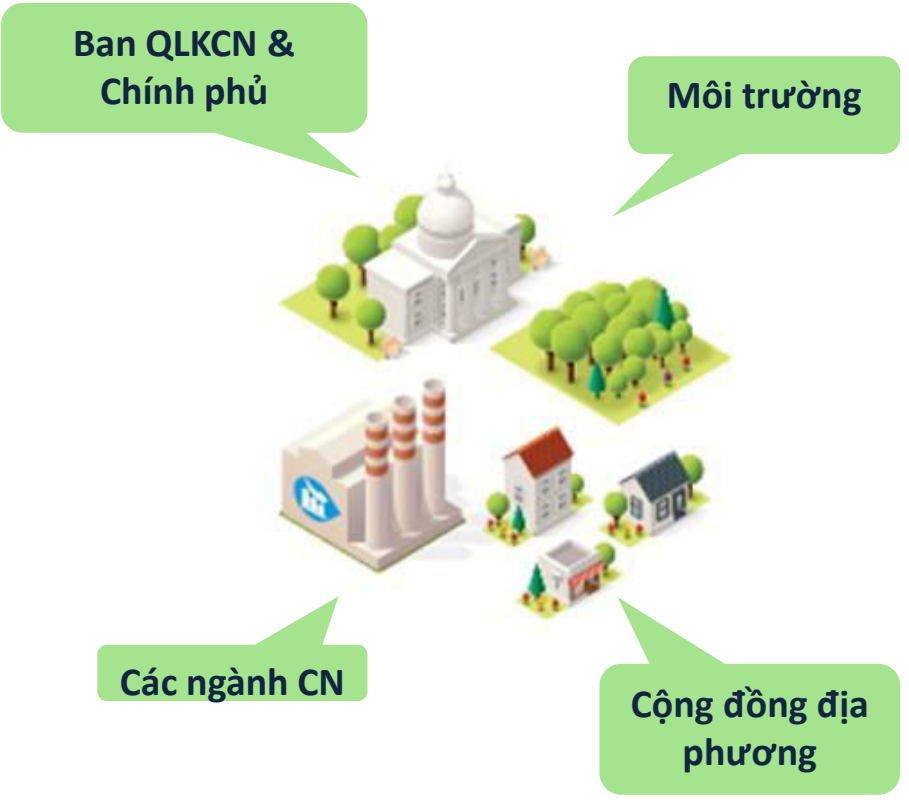 Ban QLKCN &
Chính phủ
Môi trường
Các ngành CN
Cộng đồng địa
phương